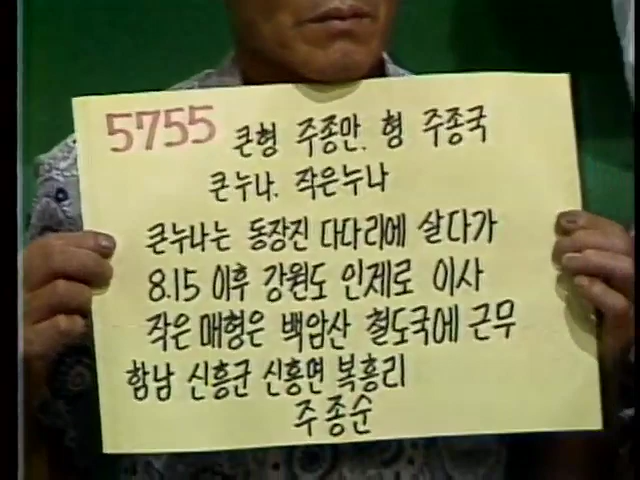 5755 큰형 주종만. 형 주종국
큰누나. 작은누나
큰누나는 동장진 다다리에 살다가
8.15 이후 강원도 인제로 이사
작은 매형은 백암산 철도국에 근무
함남 신흥군 신흥면 복흥리
주종순